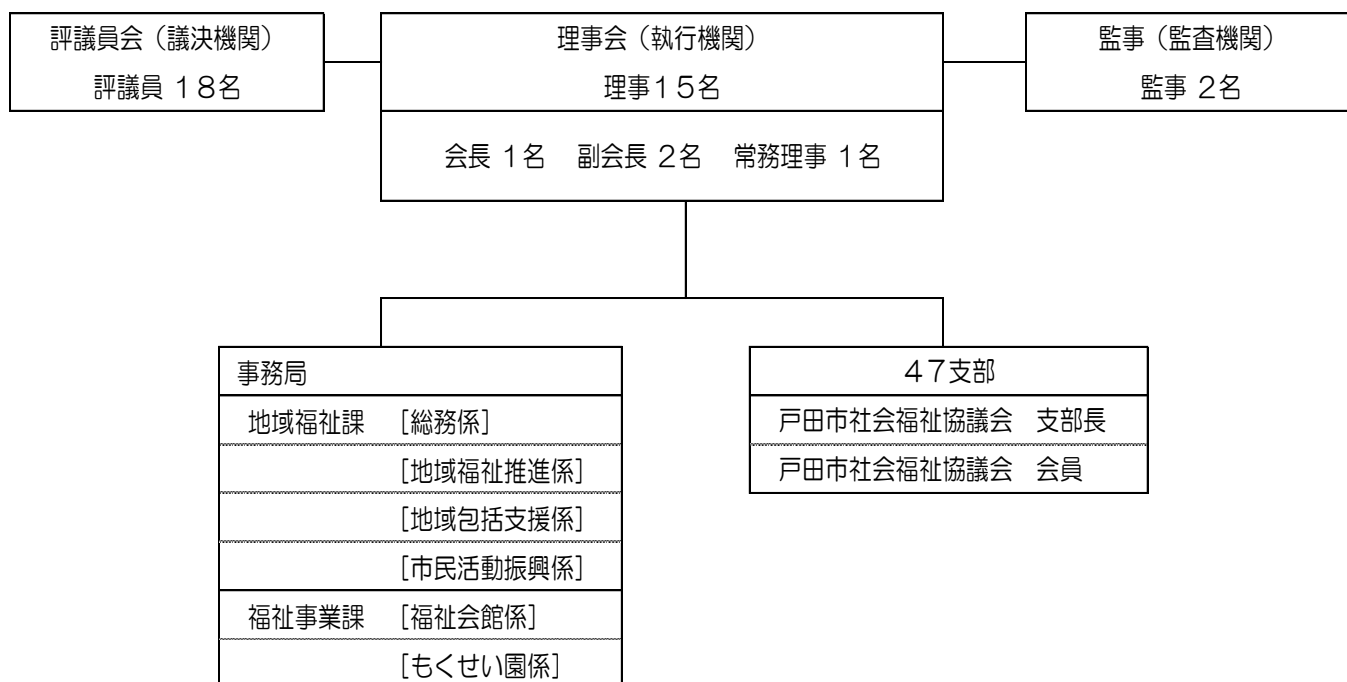 評議員会（議決機関）
評議員 １８名
理事会（執行機関）
理事１５名
会長 １名　副会長 ２名　常務理事 １名
監事（監査機関）
監事 ２名
事務局
地域福祉課　[総務係]
[地域福祉推進係]
[地域包括支援係]
[市民活動振興係]
福祉事業課　[福祉会館係]
[もくせい園係]
４７支部
戸田市社会福祉協議会　支部長
戸田市社会福祉協議会　会員